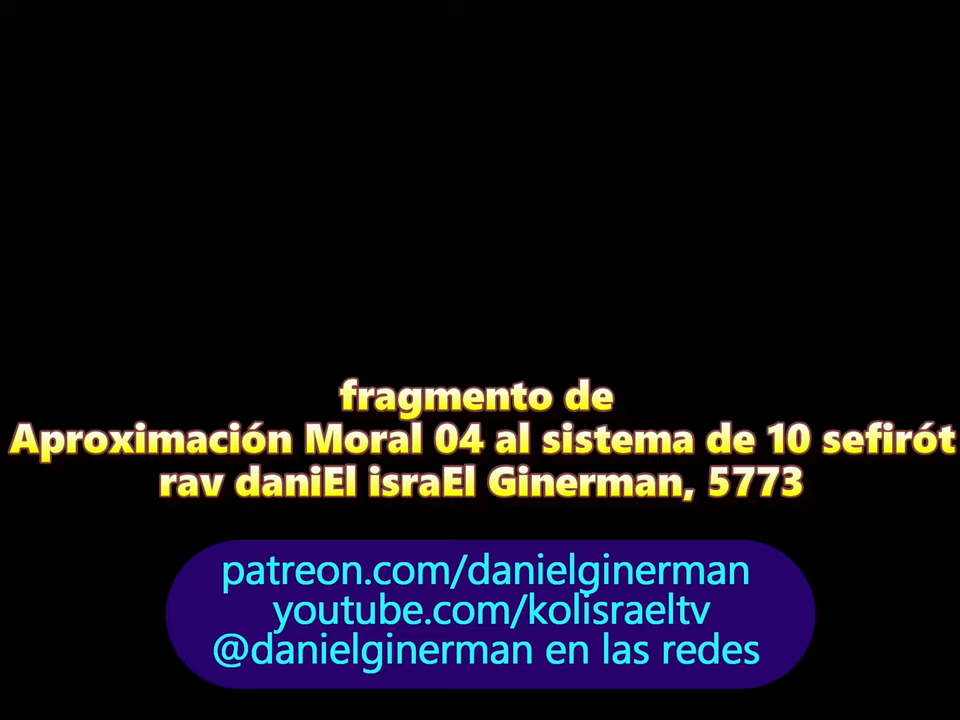 fragmento de
Aproximación Moral 04 al sistema de 10 sefirót
rav daniEl israEl Ginerman, 5773
patreon.com/danielginerman
youtube.com/kolisraeltv
@danielginerman en las redes